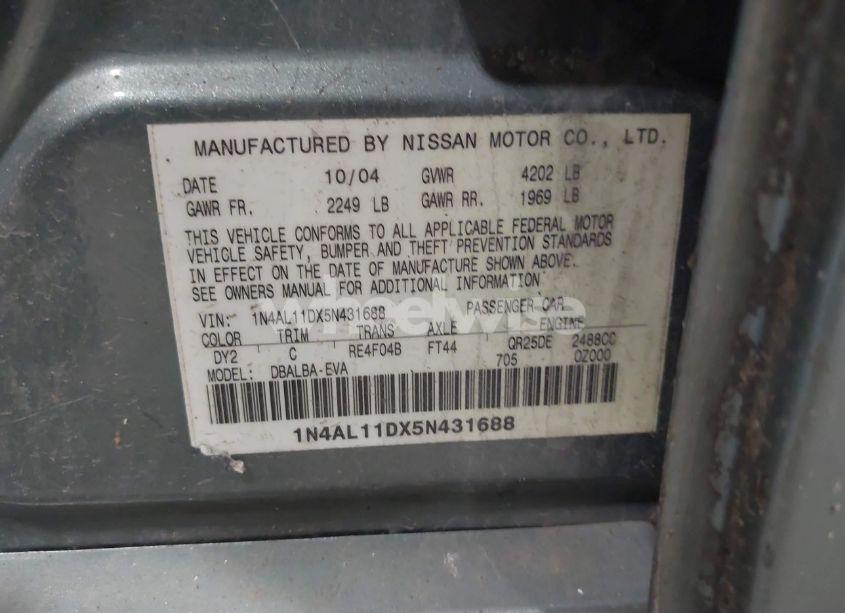 MANUFACTURED BY NISSAN MOTOR CO., LTD.
DATE 10/04 GVWR 4202 LB
GAWR FR. 2249 LB GAWR RR. 1969 LB
THIS VEHICLE CONFORMS TO ALL APPLICABLE FEDERAL MOTOR
VEHICLE SAFETY, BUMPER AND THEFT PREVENTION STANDARDS
IN EFFECT ON THE DATE OF MANUFACTURE SHOWN ABOVE.
SEE OWNERS MANUAL FOR ADDITIONAL INFORMATION
wheelwise
VIN: 1N4AL11DX5N431688 PASSENGER CAR
COLOR TRIM TRANS AXLE ENGINE
DY2 C RE4F04B FT44 QR25DE 2488CC
MODEL: DBALBA-EVA 705 0Z000
1N4AL11DX5N431688